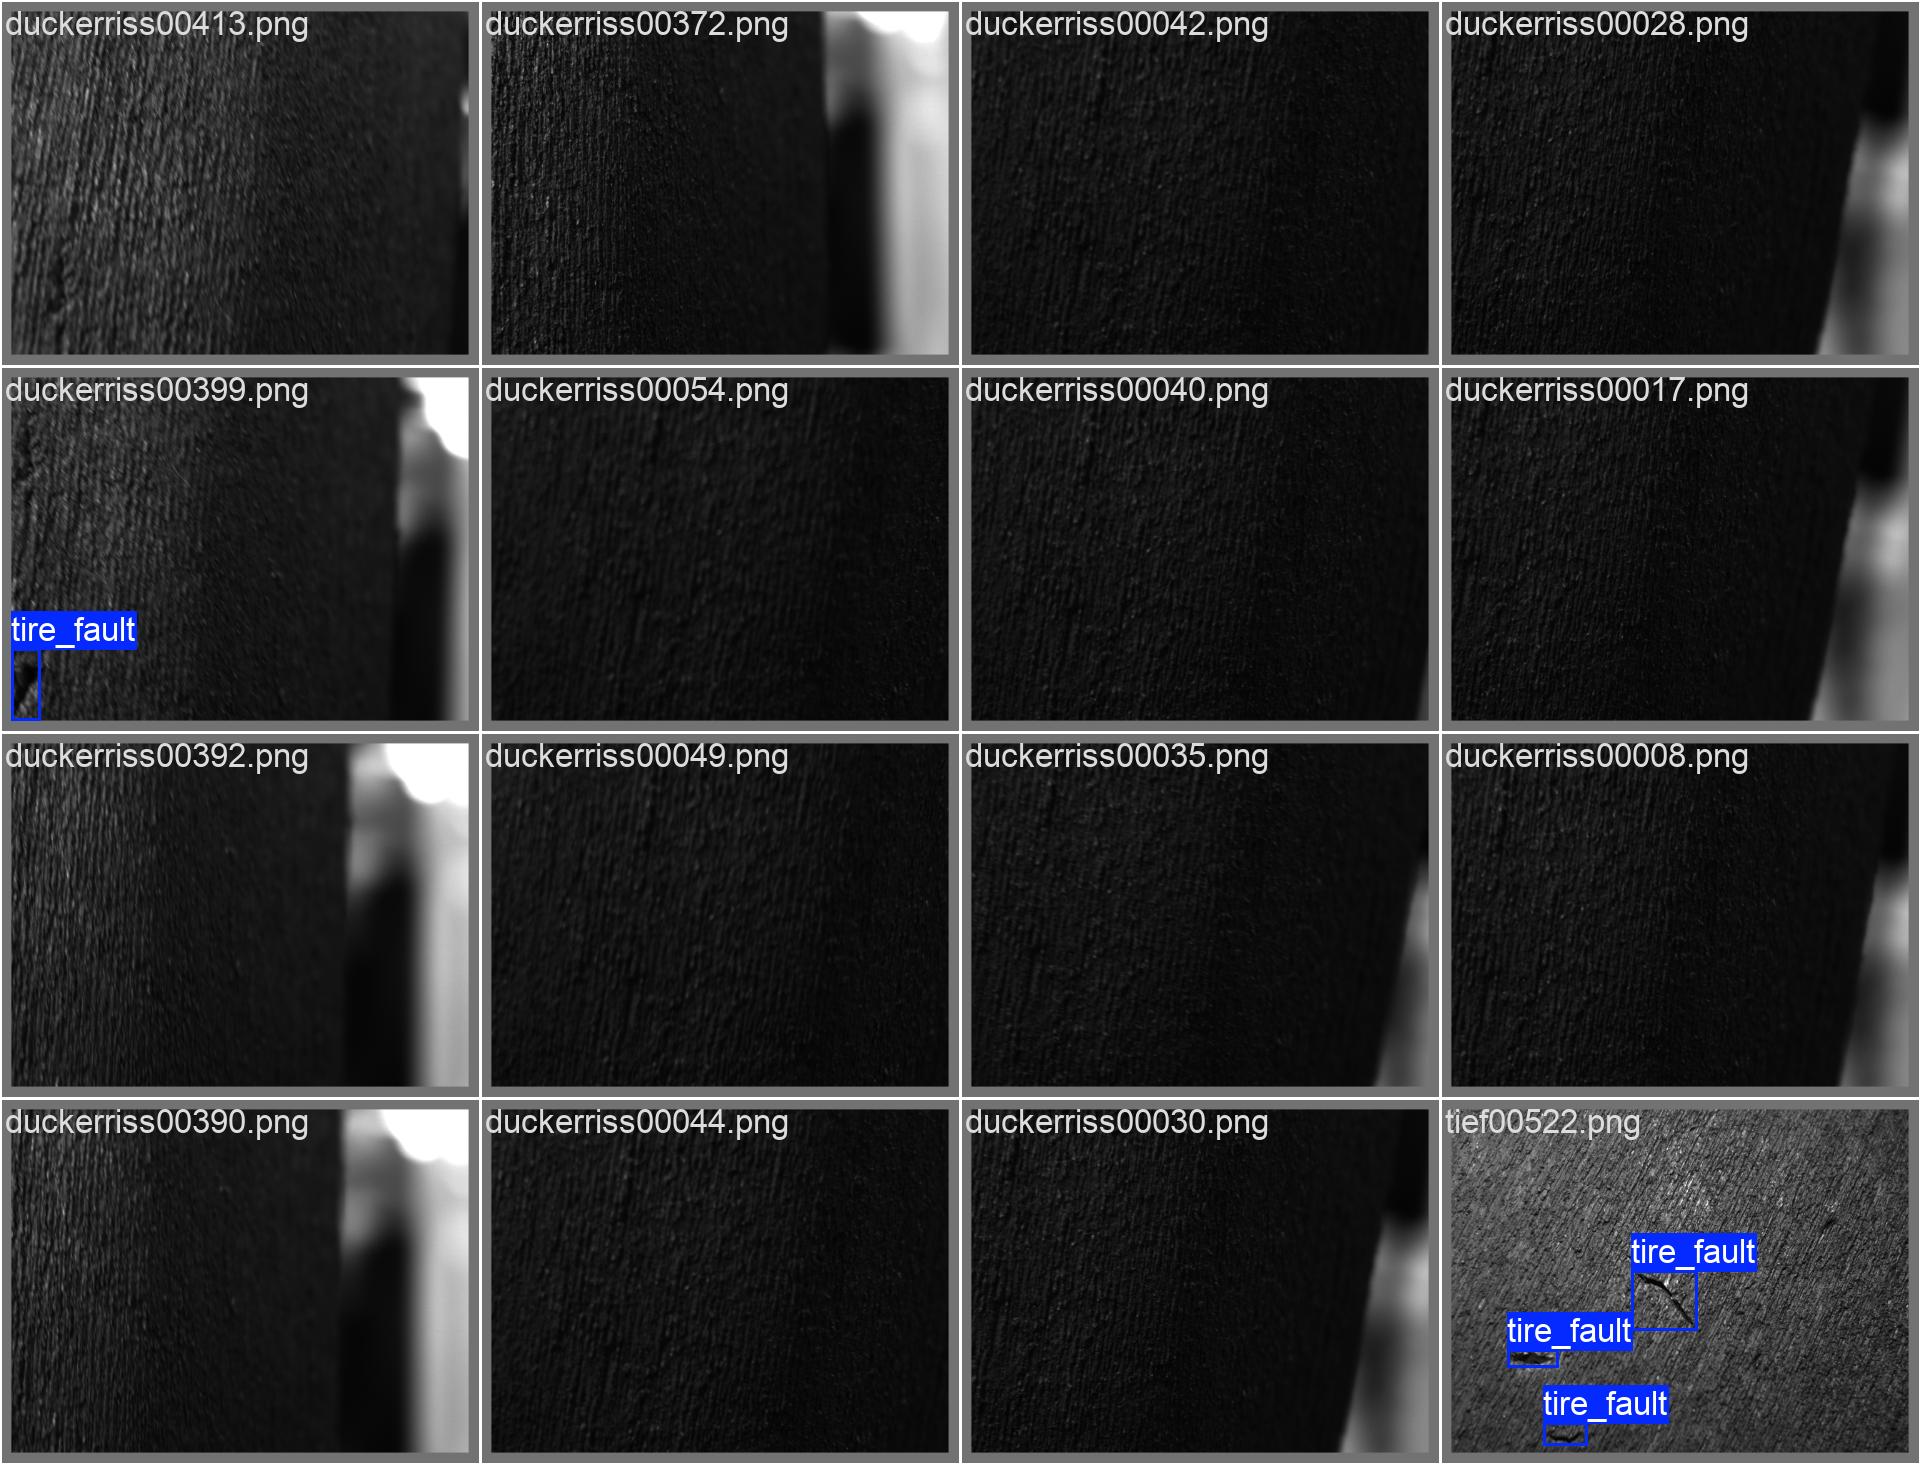 duckerriss00413.png
duckerriss00372.png
duckerriss00042.png
duckerriss00028.png
duckerriss00399.png
duckerriss00054.png
duckerriss00040.png
duckerriss00017.png
tire_fault
duckerriss00392.png
duckerriss00049.png
duckerriss00035.png
duckerriss00008.png
duckerriss00390.png
duckerriss00044.png
duckerriss00030.png
tief00522.png
tire_fault
tire_fault
tire_fault